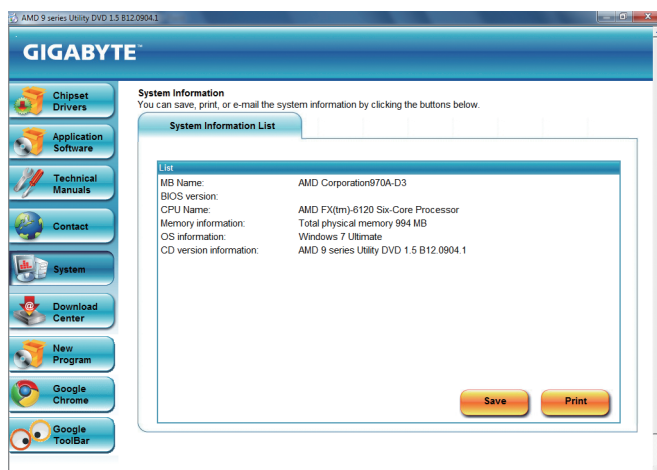 AMD 9 series Utility DVD 1.5 B12.0904.1
GIGABYTE™
Chipset
Drivers
Application
Software
Technical
Manuals
Contact
System
Download
Center
New
Program
Google
Chrome
Google
ToolBar
System Information
You can save, print, or e-mail the system information by clicking the buttons below.
System Information List
List
MB Name: AMD Corporation970A-D3
BIOS version:
CPU Name: AMD FX(tm)-6120 Six-Core Processor
Memory information: Total physical memory 994 MB
OS information: Windows 7 Ultimate
CD version information: AMD 9 series Utility DVD 1.5 B12.0904.1
Save Print